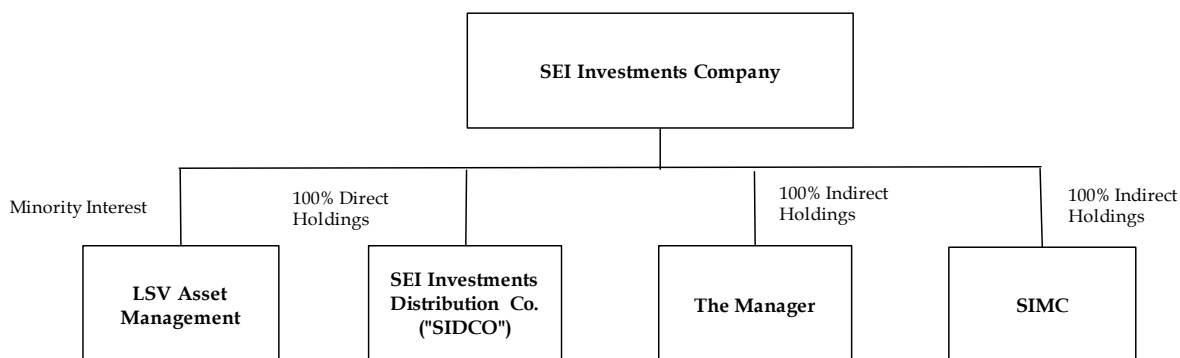 SEI Investments Company
Minority Interest
100% Direct
Holdings
100% Indirect
Holdings
100% Indirect
Holdings
LSV Asset
Management
SEI Investments
Distribution Co.
("SIDCO")
The Manager
SIMC